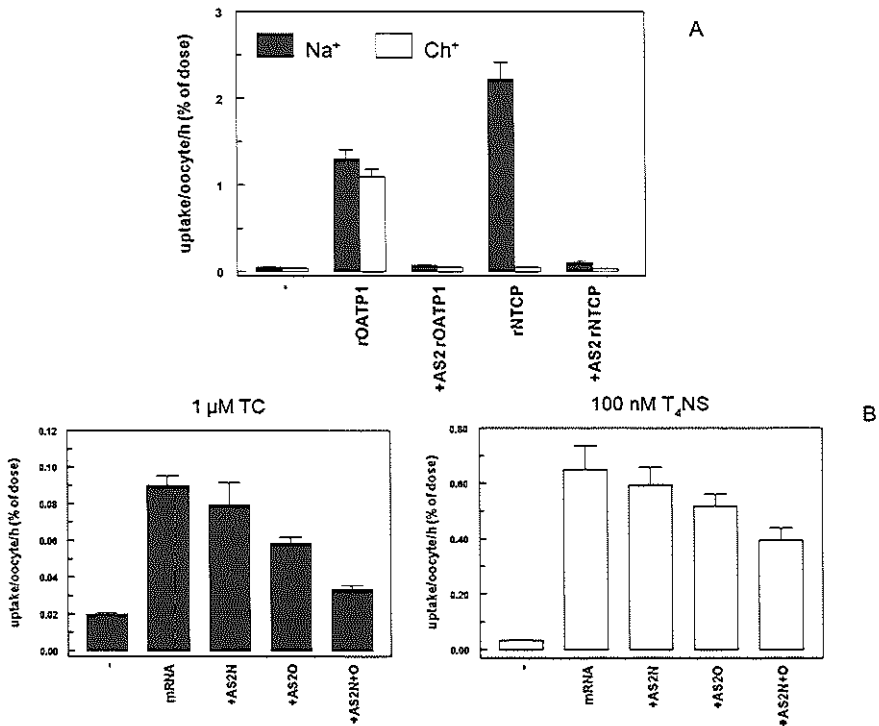 A
Na⁺ Ch⁺
uptake/oocyte/h (% of dose)
3
2
1
0
-
rOATP1
+AS2 rOATP1
rNTCP
+AS2 rNTCP
B
1 µM TC
uptake/oocyte/h (% of dose)
0.12
0.10
0.08
0.06
0.04
0.02
0.00
-
mRNA
+AS2N
+AS2O
+AS2N+O
100 nM T₄NS
uptake/oocyte/h (% of dose)
0.80
0.60
0.40
0.20
0.00
-
mRNA
+AS2N
+AS2O
+AS2N+O